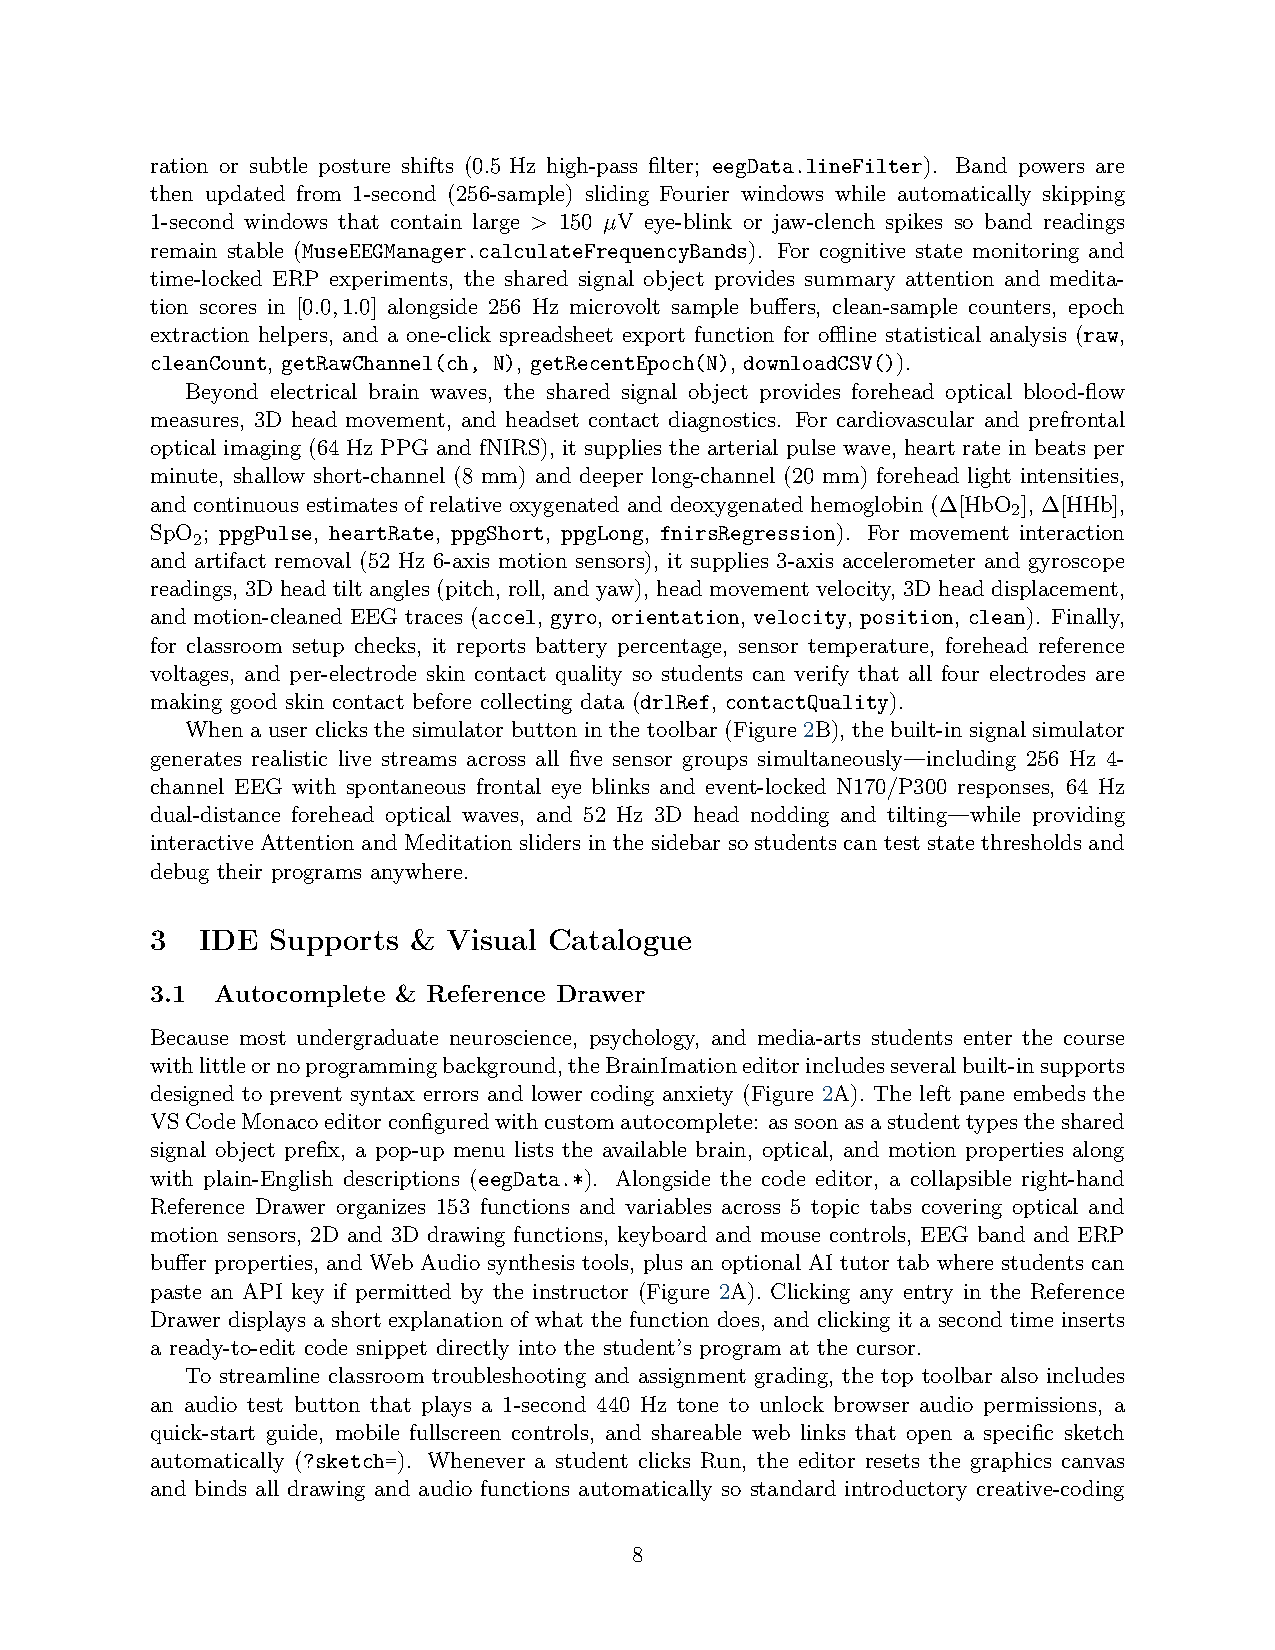 ration or subtle posture shifts (0.5 Hz high-pass filter; eegData.lineFilter). Band powers are
then updated from 1-second (256-sample) sliding Fourier windows while automatically skipping
1-second windows that contain large > 150 μV eye-blink or jaw-clench spikes so band readings
remain stable (MuseEEGManager.calculateFrequencyBands). For cognitive state monitoring and
time-locked ERP experiments, the shared signal object provides summary attention and medita-
tion scores in [0.0, 1.0] alongside 256 Hz microvolt sample buffers, clean-sample counters, epoch
extraction helpers, and a one-click spreadsheet export function for offline statistical analysis (raw,
cleanCount, getRawChannel(ch, N), getRecentEpoch(N), downloadCSV()).
Beyond electrical brain waves, the shared signal object provides forehead optical blood-flow
measures, 3D head movement, and headset contact diagnostics. For cardiovascular and prefrontal
optical imaging (64 Hz PPG and fNIRS), it supplies the arterial pulse wave, heart rate in beats per
minute, shallow short-channel (8 mm) and deeper long-channel (20 mm) forehead light intensities,
and continuous estimates of relative oxygenated and deoxygenated hemoglobin (Δ[HbO₂], Δ[HHb],
SpO₂; ppgPulse, heartRate, ppgShort, ppgLong, fnirsRegression). For movement interaction
and artifact removal (52 Hz 6-axis motion sensors), it supplies 3-axis accelerometer and gyroscope
readings, 3D head tilt angles (pitch, roll, and yaw), head movement velocity, 3D head displacement,
and motion-cleaned EEG traces (accel, gyro, orientation, velocity, position, clean). Finally,
for classroom setup checks, it reports battery percentage, sensor temperature, forehead reference
voltages, and per-electrode skin contact quality so students can verify that all four electrodes are
making good skin contact before collecting data (drlRef, contactQuality).
When a user clicks the simulator button in the toolbar (Figure 2B), the built-in signal simulator
generates realistic live streams across all five sensor groups simultaneously—including 256 Hz 4-
channel EEG with spontaneous frontal eye blinks and event-locked N170/P300 responses, 64 Hz
dual-distance forehead optical waves, and 52 Hz 3D head nodding and tilting—while providing
interactive Attention and Meditation sliders in the sidebar so students can test state thresholds and
debug their programs anywhere.
3 IDE Supports & Visual Catalogue
3.1 Autocomplete & Reference Drawer
Because most undergraduate neuroscience, psychology, and media-arts students enter the course
with little or no programming background, the BrainImation editor includes several built-in supports
designed to prevent syntax errors and lower coding anxiety (Figure 2A). The left pane embeds the
VS Code Monaco editor configured with custom autocomplete: as soon as a student types the shared
signal object prefix, a pop-up menu lists the available brain, optical, and motion properties along
with plain-English descriptions (eegData.*). Alongside the code editor, a collapsible right-hand
Reference Drawer organizes 153 functions and variables across 5 topic tabs covering optical and
motion sensors, 2D and 3D drawing functions, keyboard and mouse controls, EEG band and ERP
buffer properties, and Web Audio synthesis tools, plus an optional AI tutor tab where students can
paste an API key if permitted by the instructor (Figure 2A). Clicking any entry in the Reference
Drawer displays a short explanation of what the function does, and clicking it a second time inserts
a ready-to-edit code snippet directly into the student's program at the cursor.
To streamline classroom troubleshooting and assignment grading, the top toolbar also includes
an audio test button that plays a 1-second 440 Hz tone to unlock browser audio permissions, a
quick-start guide, mobile fullscreen controls, and shareable web links that open a specific sketch
automatically (?sketch=). Whenever a student clicks Run, the editor resets the graphics canvas
and binds all drawing and audio functions automatically so standard introductory creative-coding
8